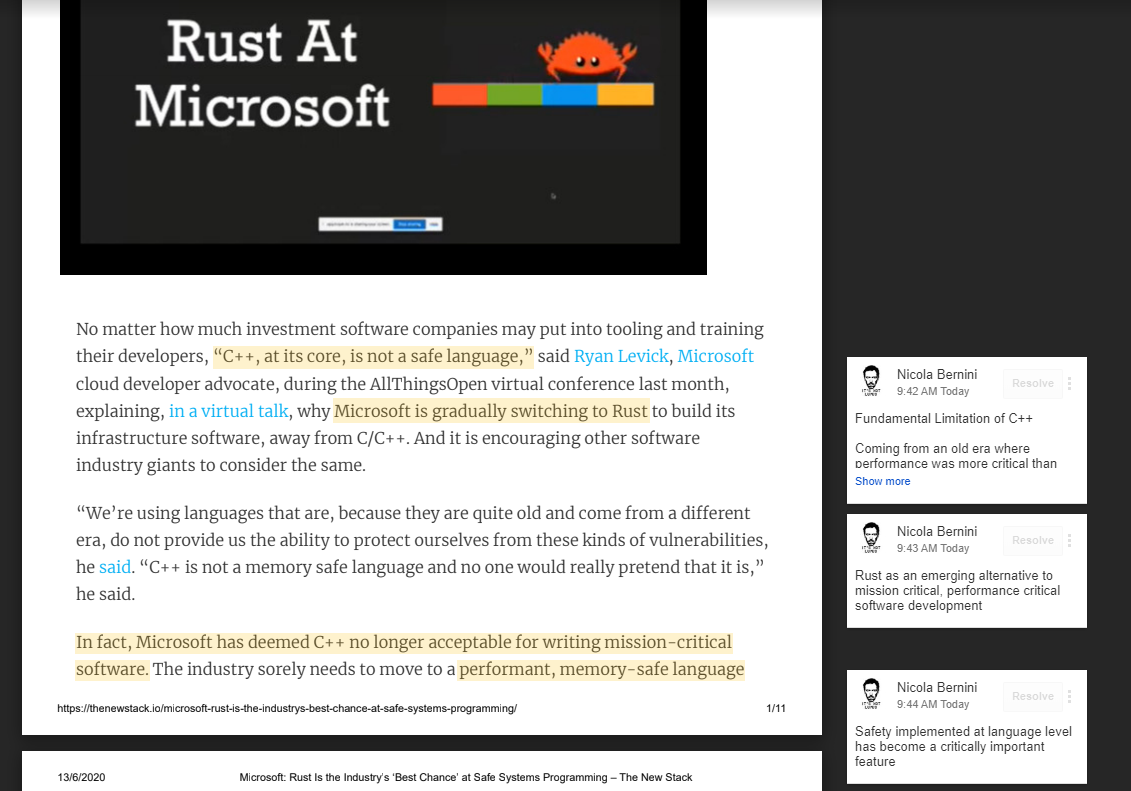 Rust At
Microsoft
No matter how much investment software companies may put into tooling and training
their developers, “C++, at its core, is not a safe language,” said Ryan Levick, Microsoft
cloud developer advocate, during the AllThingsOpen virtual conference last month,
explaining, in a virtual talk, why Microsoft is gradually switching to Rust to build its
infrastructure software, away from C/C++. And it is encouraging other software
industry giants to consider the same.
“We’re using languages that are, because they are quite old and come from a different
era, do not provide us the ability to protect ourselves from these kinds of vulnerabilities,
he said. “C++ is not a memory safe language and no one would really pretend that it is,”
he said.
In fact, Microsoft has deemed C++ no longer acceptable for writing mission-critical
software. The industry sorely needs to move to a performant, memory-safe language
https://thenewstack.io/microsoft-rust-is-the-industrys-best-chance-at-safe-systems-programming/
1/11
13/6/2020
Microsoft: Rust Is the Industry’s ‘Best Chance’ at Safe Systems Programming – The New Stack
Nicola Bernini
9:42 AM Today
Resolve
Fundamental Limitation of C++
Coming from an old era where
performance was more critical than
Show more
Nicola Bernini
9:43 AM Today
Resolve
Rust as an emerging alternative to
mission critical, performance critical
software development
Nicola Bernini
9:44 AM Today
Resolve
Safety implemented at language level
has become a critically important
feature